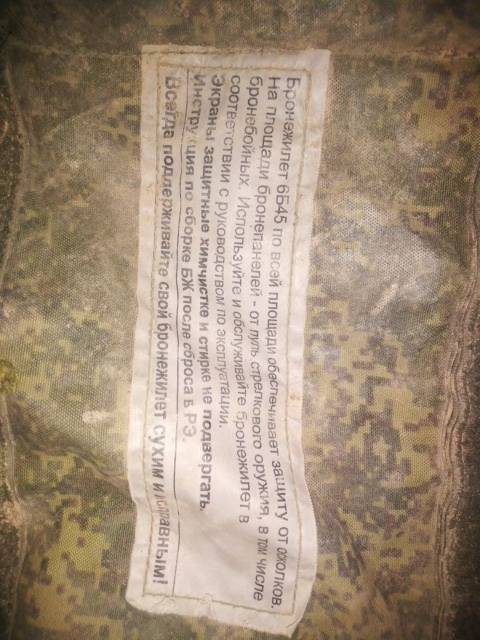 Бронежилет 6Б45 по всей площади обеспечивает защиту от осколков.
На площади бронепанелей - от пуль стрелкового оружия, в том числе
бронебойных. Используйте и обслуживайте бронежилет в
соответствии с руководством по эксплуатации.
Экраны защитные химчистке и стирке не подвергать.
Инструкция по сборке БЖ после сброса в РЭ.
Всегда поддерживайте свой бронежилет сухим и исправным!